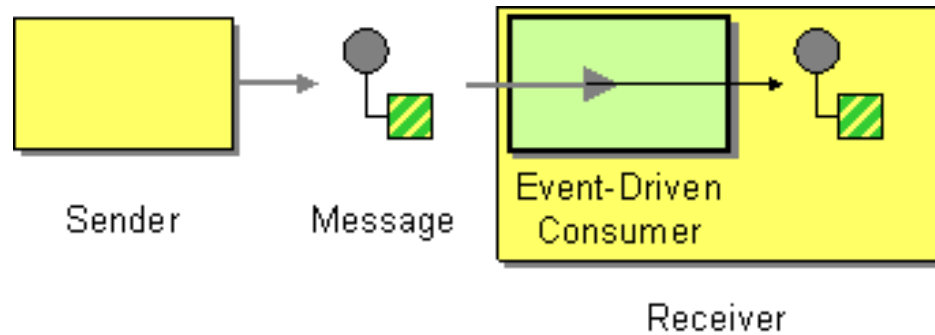 Sender
Message
Event-Driven
Consumer
Receiver